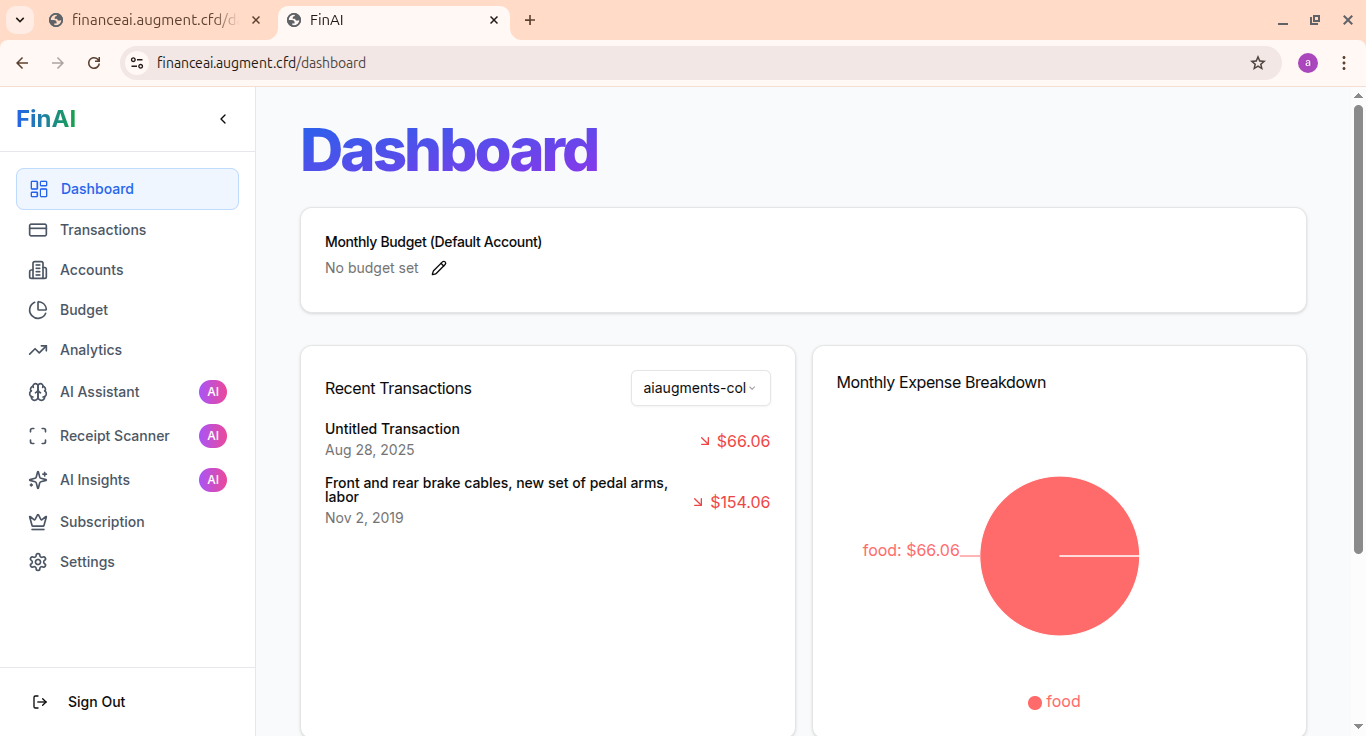 financeai.augment.cfd/d
FinAI
financeai.augment.cfd/dashboard
a
FinAI
Dashboard
Transactions
Accounts
Budget
Analytics
AI Assistant AI
Receipt Scanner AI
AI Insights AI
Subscription
Settings
Sign Out
Dashboard
Monthly Budget (Default Account)
No budget set
Recent Transactions
aiaugments-col
Untitled Transaction
Aug 28, 2025
$66.06
Front and rear brake cables, new set of pedal arms,
labor
Nov 2, 2019
$154.06
Monthly Expense Breakdown
food: $66.06
food